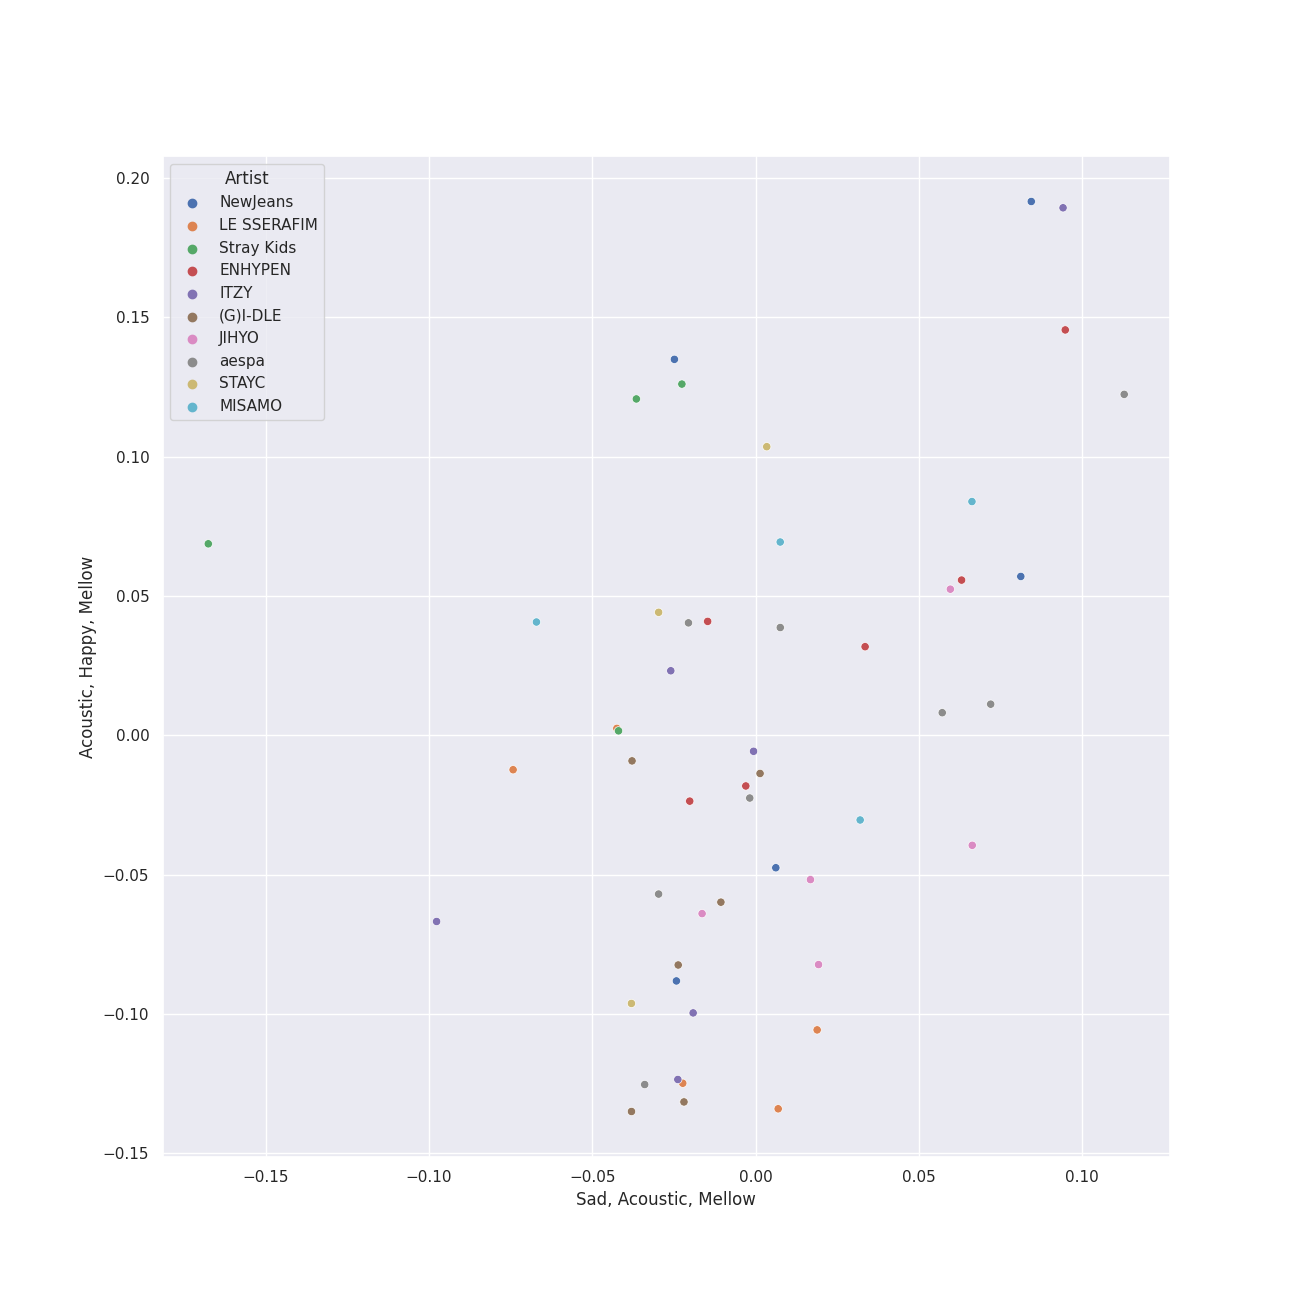 0.20
0.15
0.10
0.05
0.00
−0.05
−0.10
−0.15
Acoustic, Happy, Mellow
Artist
NewJeans
LE SSERAFIM
Stray Kids
ENHYPEN
ITZY
(G)I-DLE
JIHYO
aespa
STAYC
MISAMO
−0.15 −0.10 −0.05 0.00 0.05 0.10
Sad, Acoustic, Mellow